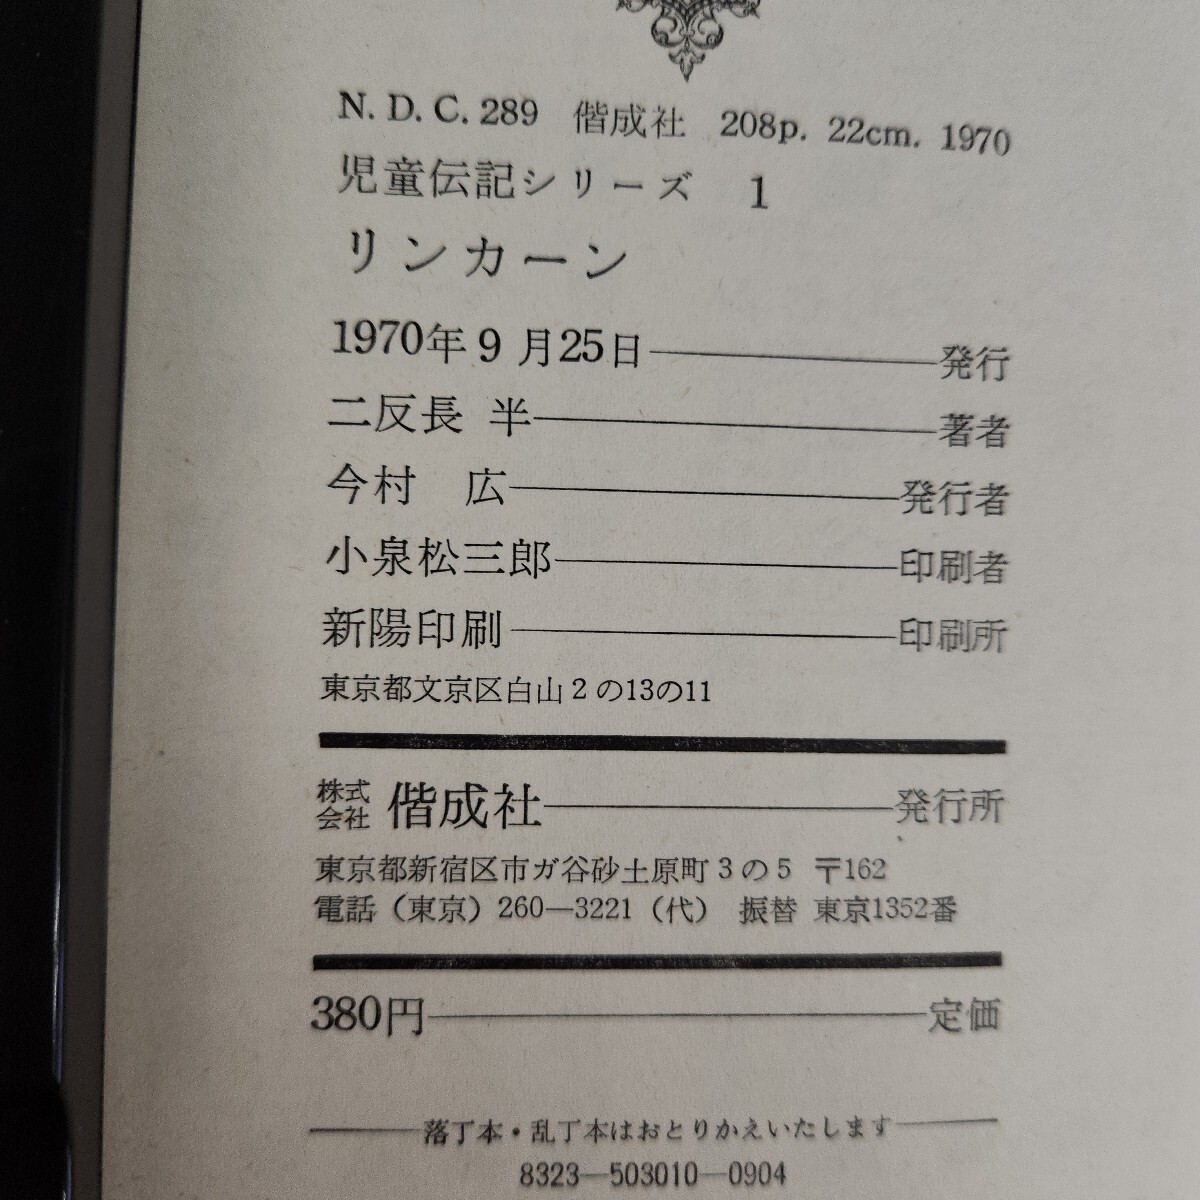 N. D. C. 289 偕成社 208p. 22cm. 1970
児童伝記シリーズ 1
リンカーン
1970年9月25日――発行
二反長 半――著者
今村 広――発行者
小泉松三郎――印刷者
新陽印刷――印刷所
東京都文京区白山2の13の11
株式会社 偕成社――発行所
東京都新宿区市ガ谷砂土原町3の5 〒162
電話(東京)260―3221(代) 振替 東京1352番
380円――定価
落丁本・乱丁本はおとりかえいたします
8323―503010―0904